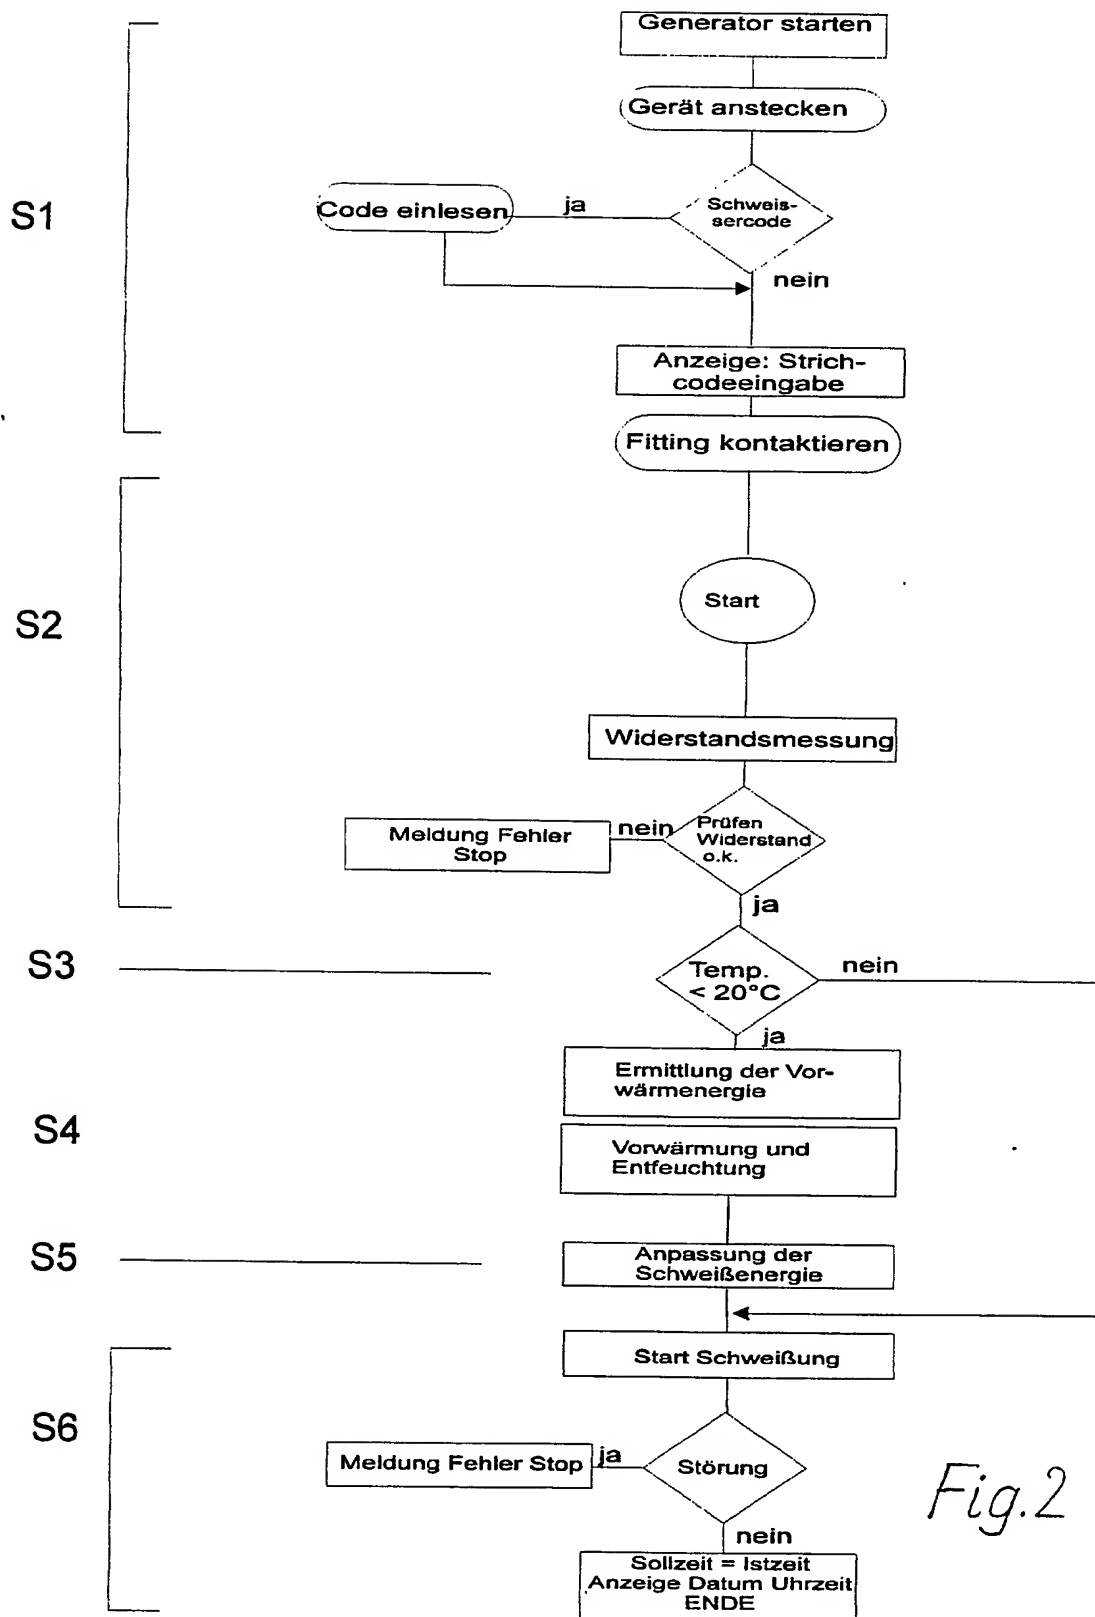 Generator starten
Gerät anstecken
S1
Code einlesen
ja
Schweis-
sercode
nein
Anzeige: Strich-
codeeingabe
Fitting kontaktieren
S2
Start
Widerstandsmessung
Meldung Fehler
Stop
nein
Prüfen
Widerstand
o.k.
ja
S3
Temp.
< 20°C
nein
ja
Ermittlung der Vor-
wärmenergie
S4
Vorwärmung und
Entfeuchtung
S5
Anpassung der
Schweißenergie
Start Schweißung
S6
Meldung Fehler Stop
ja
Störung
nein
Sollzeit = Istzeit
Anzeige Datum Uhrzeit
ENDE
Fig.2